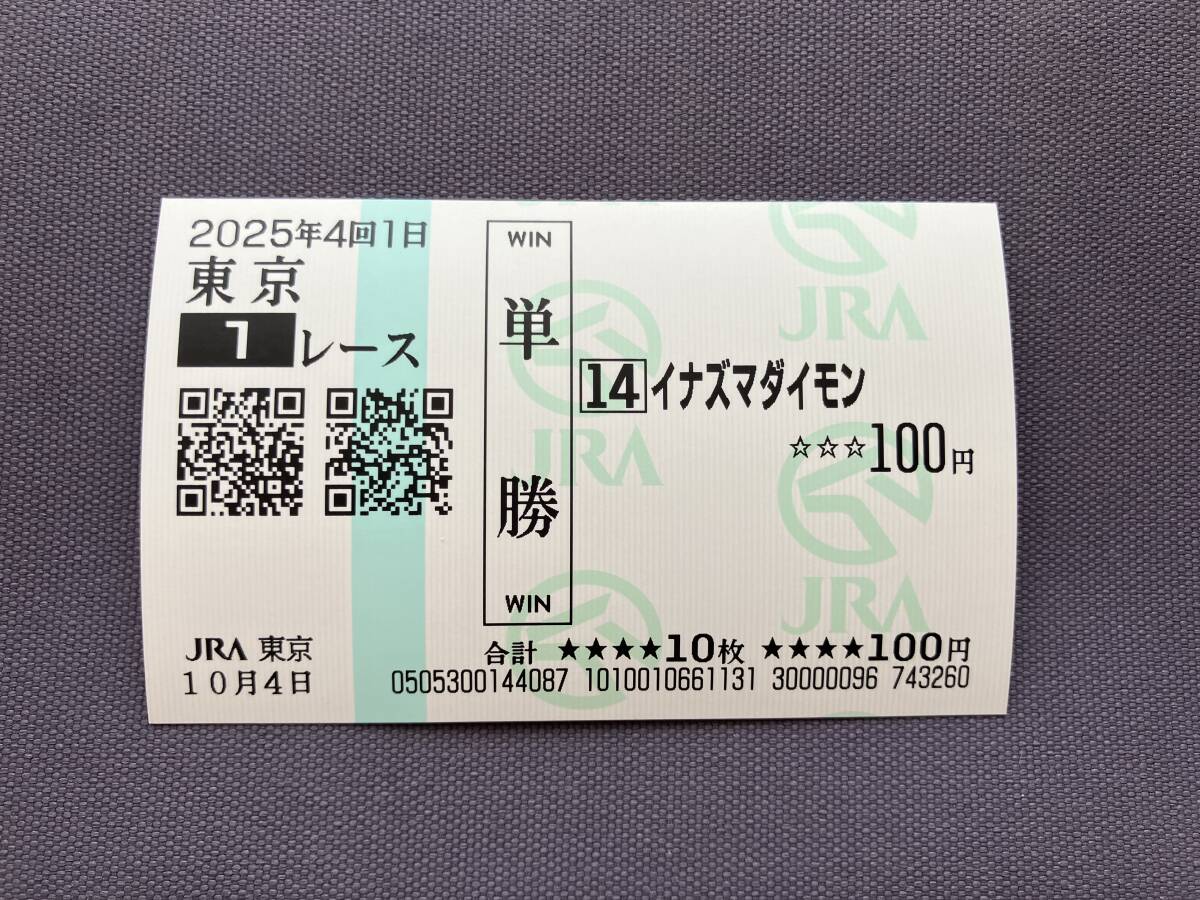 2025年4回1日
東京
1レース
WIN
単勝
WIN
14イナズマダイモン
☆☆☆100円
JRA
JRA
JRA
JRA 東京
10月4日
合計 ★★★★10枚 ★★★★100円
0505300144087 1010010661131 30000096 743260